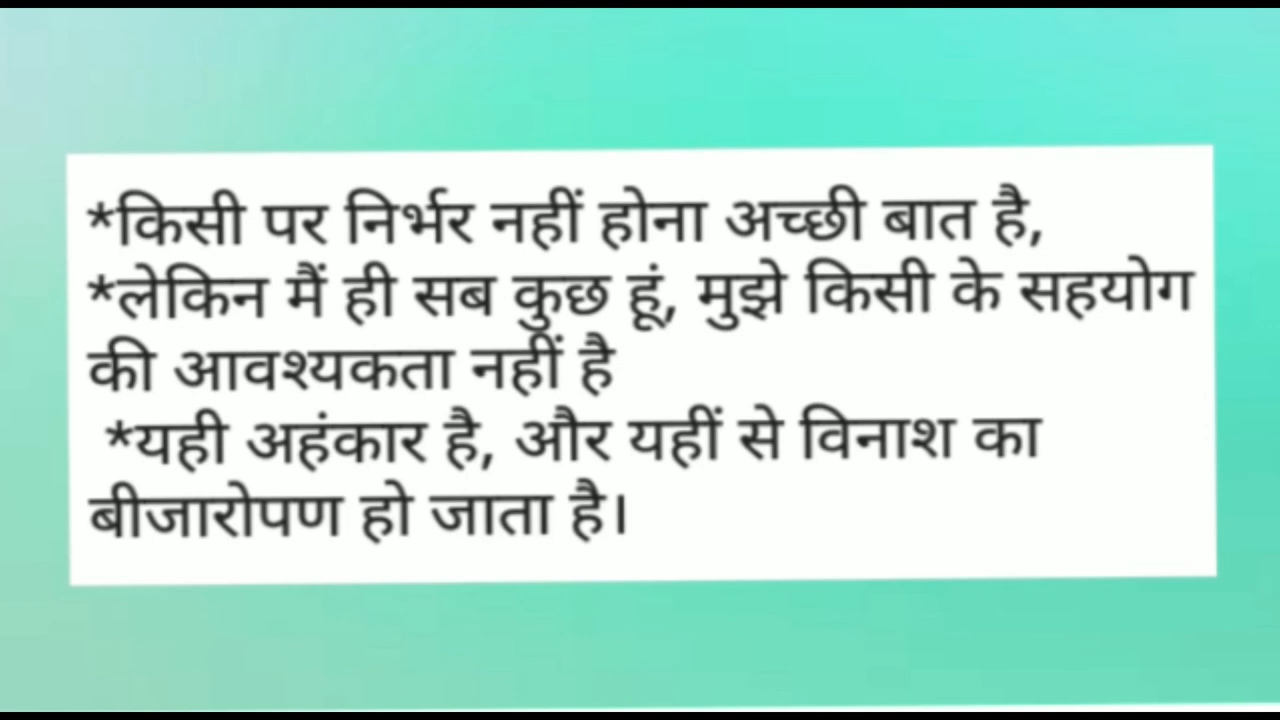 *किसी पर निर्भर नहीं होना अच्छी बात है,
*लेकिन मैं ही सब कुछ हूं, मुझे किसी के सहयोग
की आवश्यकता नहीं है
*यही अहंकार है, और यहीं से विनाश का
बीजारोपण हो जाता है।